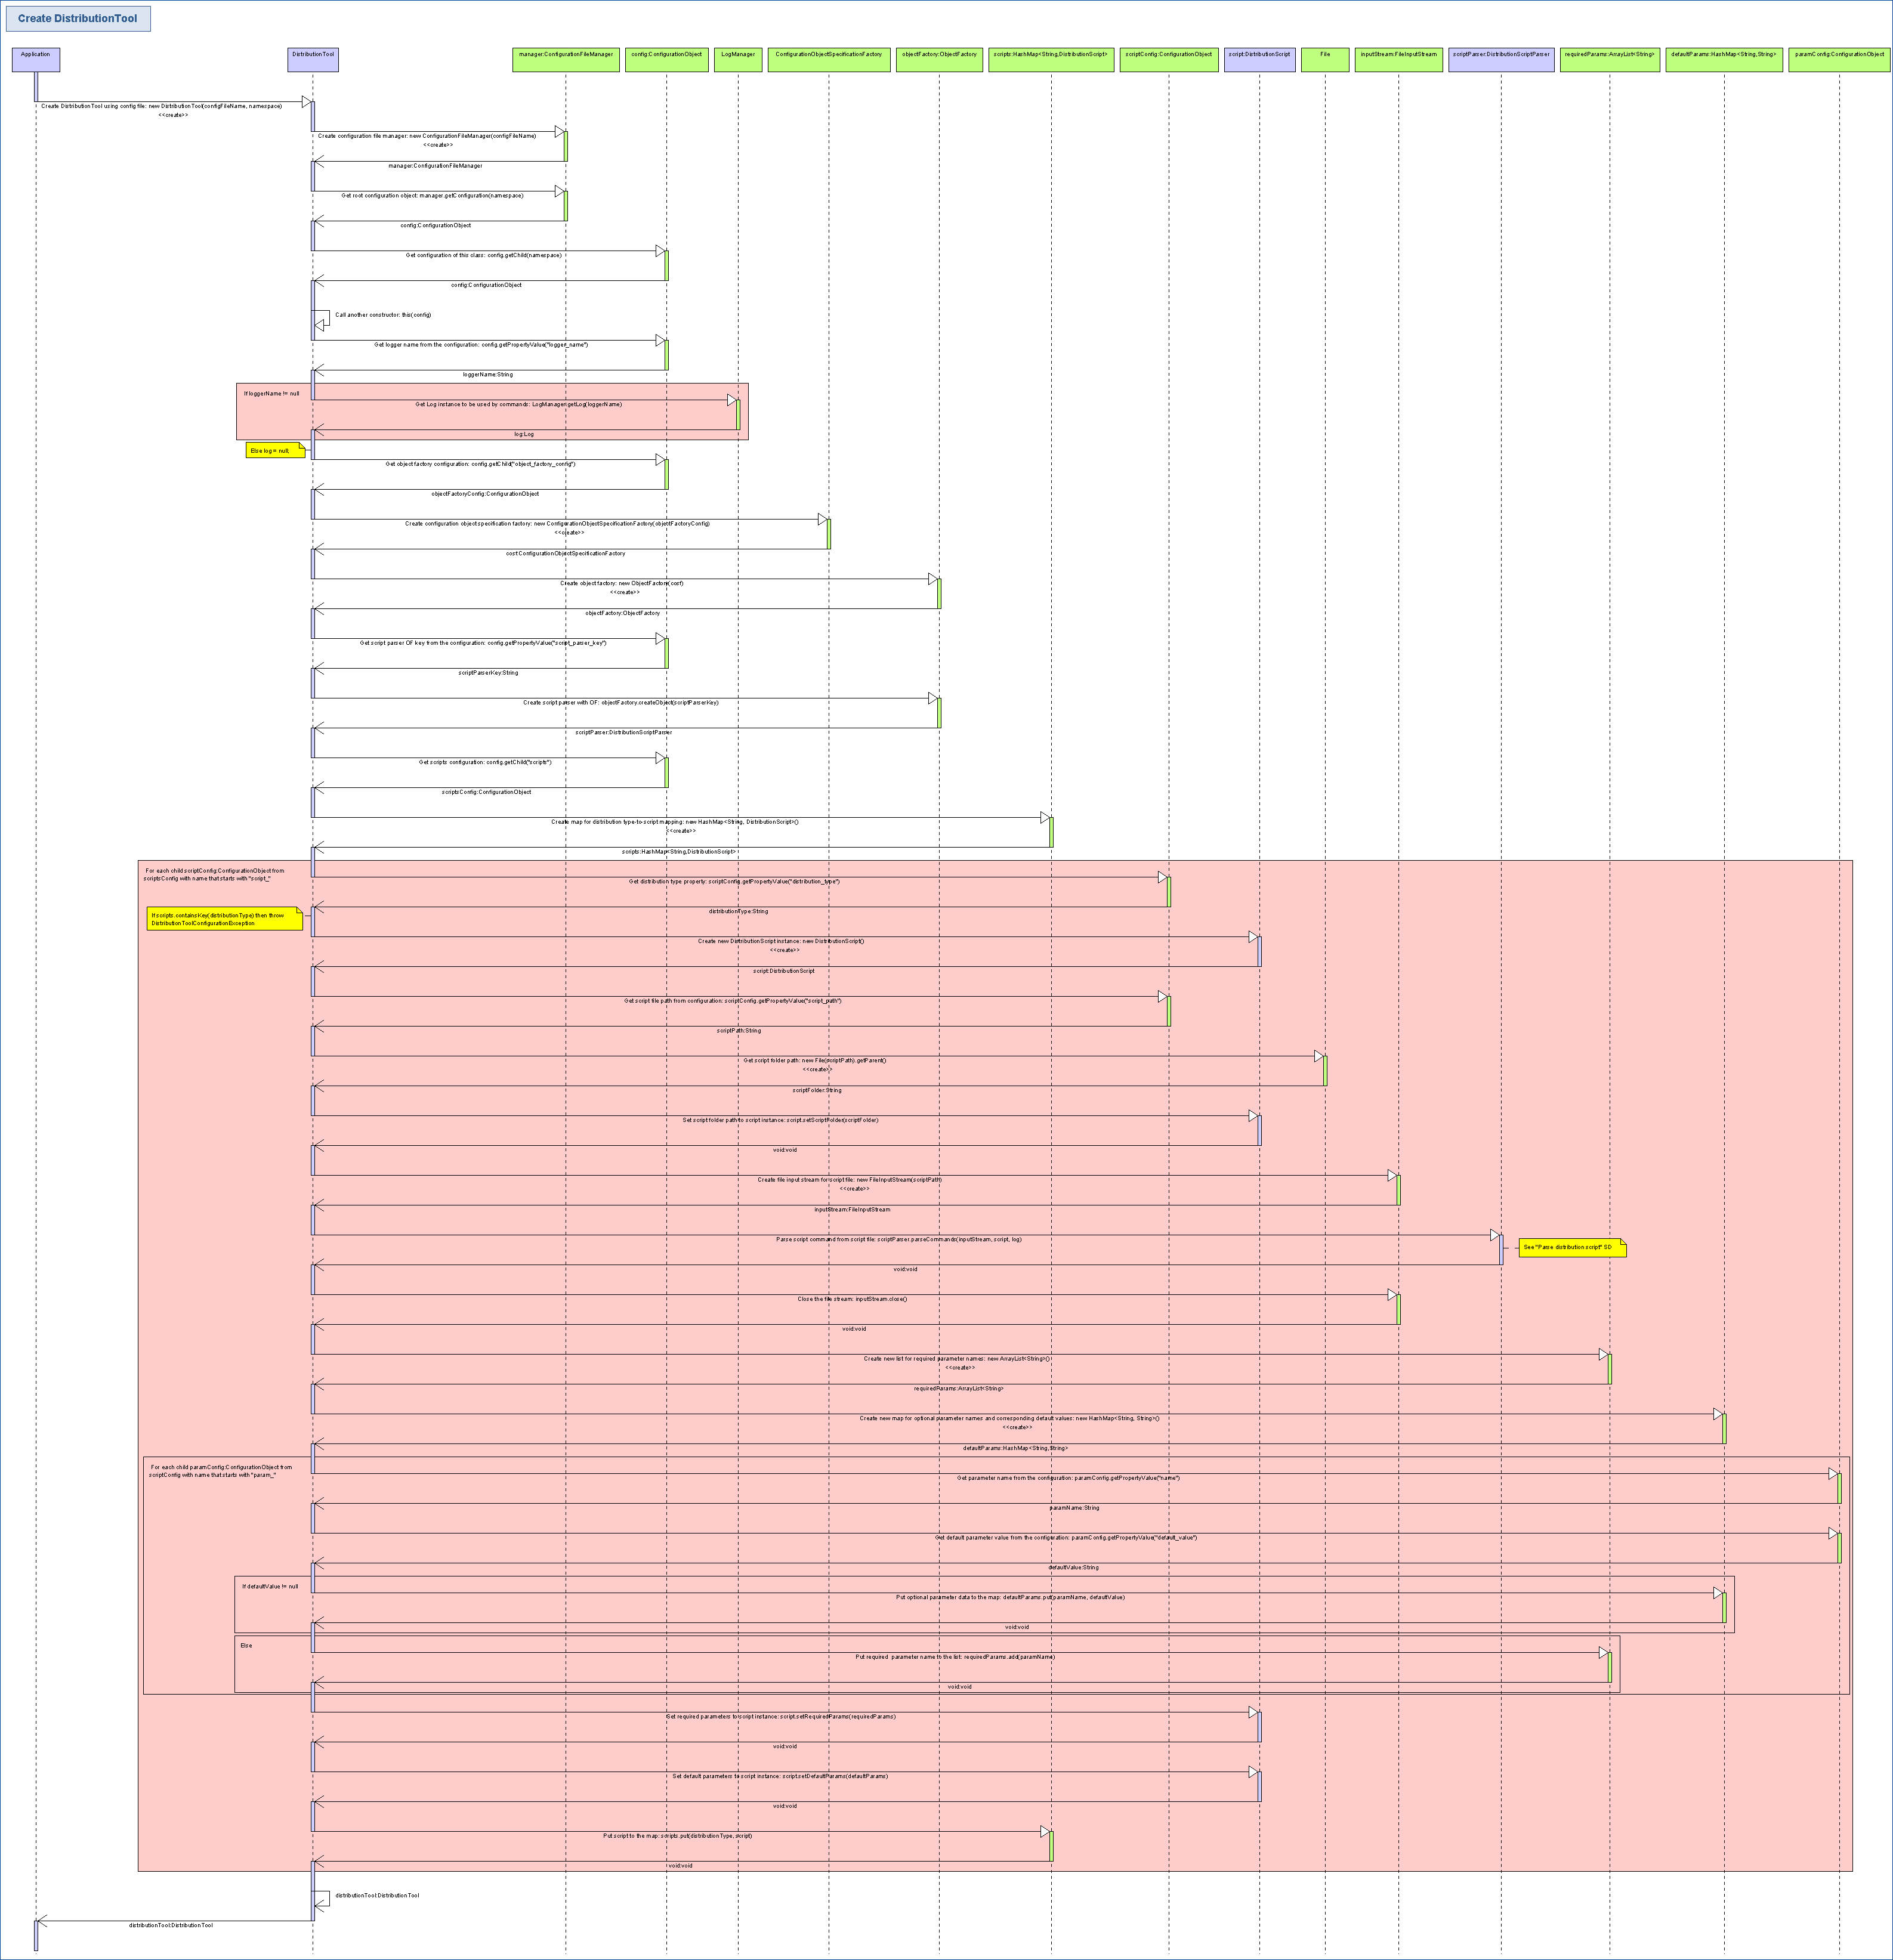 Create DistributionTool
Application
DistributionTool
manager:ConfigurationFileManager
config:ConfigurationObject
LogManager
ConfigurationObjectSpecificationFactory
objectFactory:ObjectFactory
scripts:HashMap<String,DistributionScript>
scriptConfig:ConfigurationObject
script:DistributionScript
File
inputStream:FileInputStream
scriptParser:DistributionScriptParser
requiredParams:ArrayList<String>
defaultParams:HashMap<String,String>
paramConfig:ConfigurationObject
Create DistributionTool using config file: new DistributionTool(configFileName, namespace)
<<create>>
Create configuration file manager: new ConfigurationFileManager(configFileName)
<<create>>
manager:ConfigurationFileManager
Get root configuration object: manager.getConfiguration(namespace)
config:ConfigurationObject
Get configuration of this class: config.getChild(namespace)
config:ConfigurationObject
Call another constructor: this(config)
Get logger name from the configuration: config.getPropertyValue("logger_name")
loggerName:String
If loggerName != null
Get Log instance to be used by commands: LogManager.getLog(loggerName)
log:Log
Else log = null;
Get object factory configuration: config.getChild("object_factory_config")
objectFactoryConfig:ConfigurationObject
Create configuration object specification factory: new ConfigurationObjectSpecificationFactory(objectFactoryConfig)
<<create>>
cosf:ConfigurationObjectSpecificationFactory
Create object factory: new ObjectFactory(cosf)
<<create>>
objectFactory:ObjectFactory
Get script parser OF key from the configuration: config.getPropertyValue("script_parser_key")
scriptParserKey:String
Create script parser with OF: objectFactory.createObject(scriptParserKey)
scriptParser:DistributionScriptParser
Get scripts configuration: config.getChild("scripts")
scriptsConfig:ConfigurationObject
Create map for distribution type-to-script mapping: new HashMap<String, DistributionScript>()
<<create>>
scripts:HashMap<String,DistributionScript>
For each child scriptConfig:ConfigurationObject from
scriptsConfig with name that starts with "script_"
Get distribution type property: scriptConfig.getPropertyValue("distribution_type")
distributionType:String
If scripts.containsKey(distributionType) then throw
DistributionToolConfigurationException
Create new DistributionScript instance: new DistributionScript()
<<create>>
script:DistributionScript
Get script file path from configuration: scriptConfig.getPropertyValue("script_path")
scriptPath:String
Get script folder path: new File(scriptPath).getParent()
<<create>>
scriptFolder:String
Set script folder path to script instance: script.setScriptFolder(scriptFolder)
void:void
Create file input stream for script file: new FileInputStream(scriptPath)
<<create>>
inputStream:FileInputStream
Parse script command from script file: scriptParser.parseCommands(inputStream, script, log)
See "Parse distribution script" SD
void:void
Close the file stream: inputStream.close()
void:void
Create new list for required parameter names: new ArrayList<String>()
<<create>>
requiredParams:ArrayList<String>
Create new map for optional parameter names and corresponding default values: new HashMap<String, String>()
<<create>>
defaultParams:HashMap<String,String>
For each child paramConfig:ConfigurationObject from
scriptConfig with name that starts with "param_"
Get parameter name from the configuration: paramConfig.getPropertyValue("name")
paramName:String
Get default parameter value from the configuration: paramConfig.getPropertyValue("default_value")
defaultValue:String
If defaultValue != null
Put optional parameter data to the map: defaultParams.put(paramName, defaultValue)
void:void
Else
Put required parameter name to the list: requiredParams.add(paramName)
void:void
Set required parameters to script instance: script.setRequiredParams(requiredParams)
void:void
Set default parameters to script instance: script.setDefaultParams(defaultParams)
void:void
Put script to the map: scripts.put(distributionType, script)
void:void
distributionTool:DistributionTool
distributionTool:DistributionTool